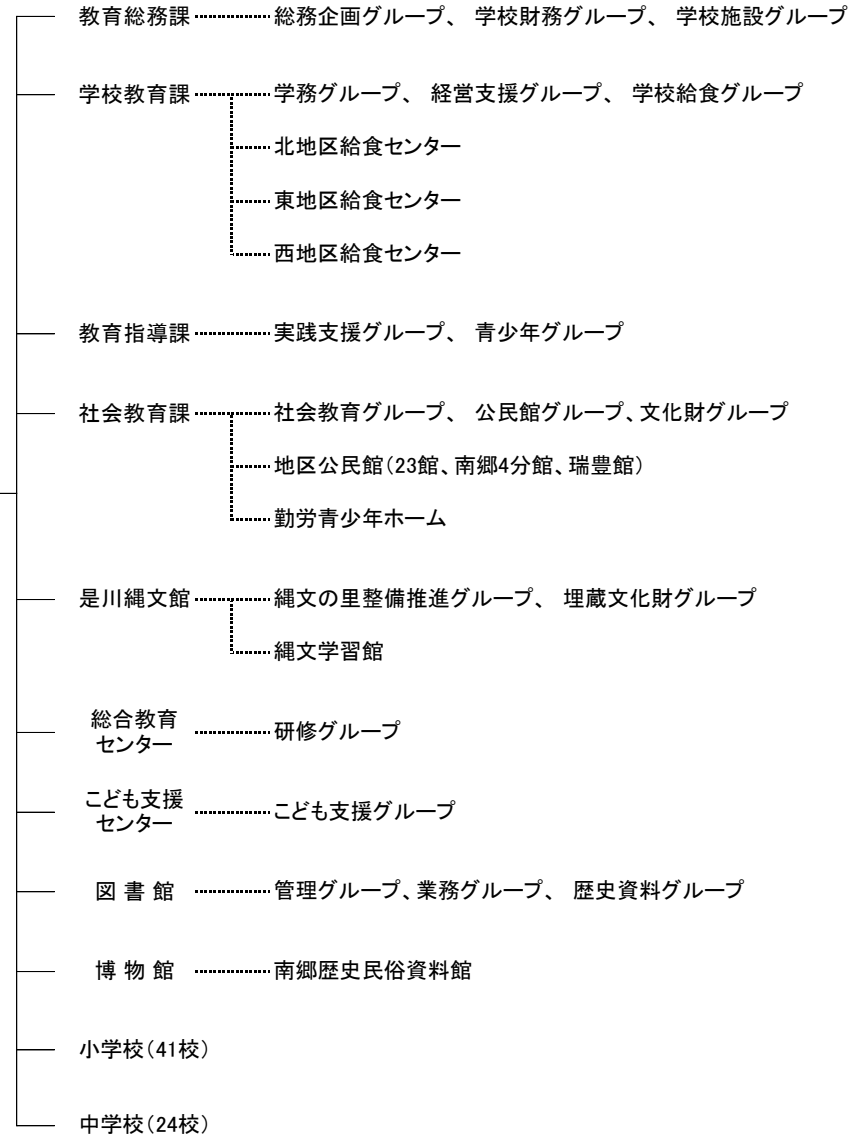 教育総務課 総務企画グループ、 学校財務グループ、 学校施設グループ
学校教育課 学務グループ、 経営支援グループ、 学校給食グループ
北地区給食センター
東地区給食センター
西地区給食センター
教育指導課 実践支援グループ、 青少年グループ
社会教育課 社会教育グループ、 公民館グループ、文化財グループ
地区公民館(23館、南郷4分館、瑞豊館)
勤労青少年ホーム
是川縄文館 縄文の里整備推進グループ、 埋蔵文化財グループ
縄文学習館
総合教育
センター 研修グループ
こども支援
センター こども支援グループ
図 書 館 管理グループ、業務グループ、 歴史資料グループ
博 物 館 南郷歴史民俗資料館
小学校(41校)
中学校(24校)